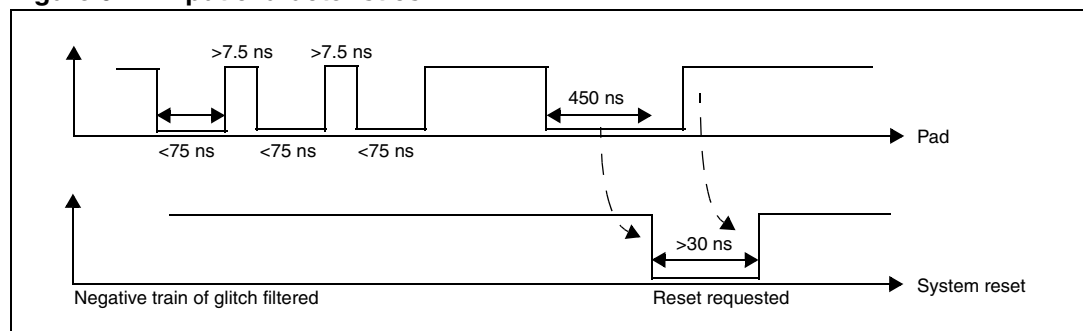 >7.5 ns >7.5 ns
450 ns
Pad
<75 ns <75 ns <75 ns
>30 ns
System reset
Negative train of glitch filtered Reset requested